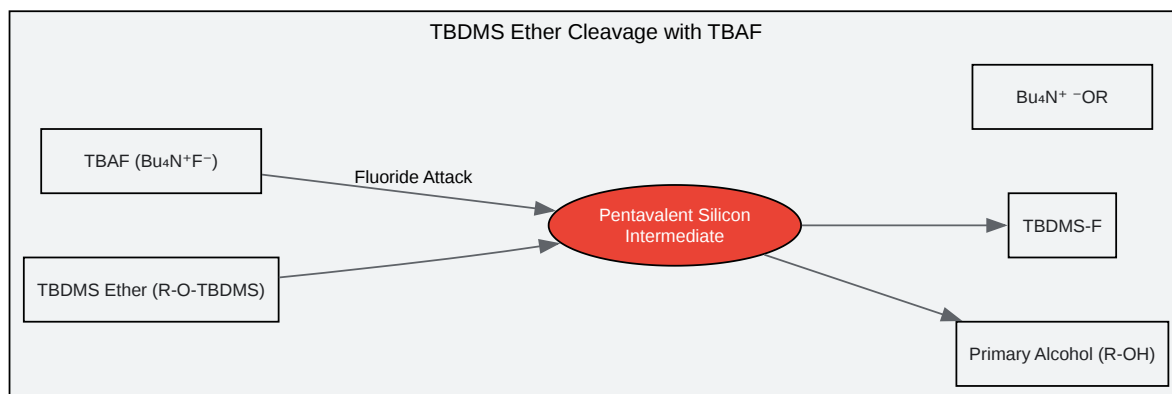 TBDMS Ether Cleavage with TBAF
Bu₄N⁺ ⁻OR
TBAF (Bu₄N⁺F⁻)
Fluoride Attack
Pentavalent Silicon
Intermediate
TBDMS-F
TBDMS Ether (R-O-TBDMS)
Primary Alcohol (R-OH)